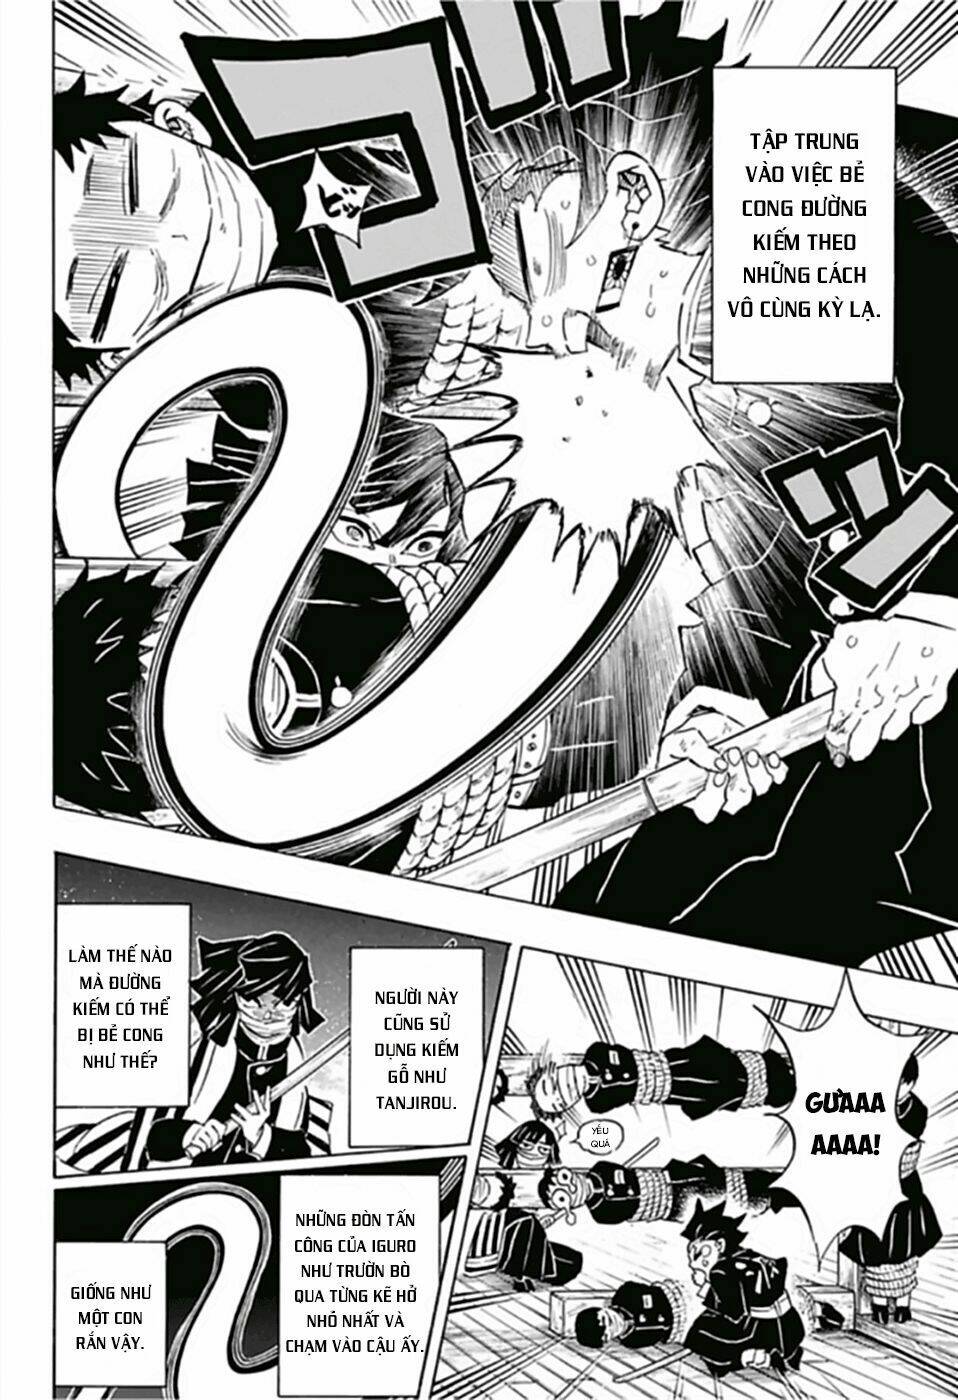 TẬP TRUNG
VÀO VIỆC BẺ
CONG ĐƯỜNG
KIẾM THEO
NHỮNG CÁCH
VÔ CÙNG KỲ LẠ.
LÀM THẾ NÀO
MÀ ĐƯỜNG
KIẾM CÓ THỂ
BỊ BẺ CONG
NHƯ THẾ?
NGƯỜI NÀY
CŨNG SỬ
DỤNG KIẾM
GỖ NHƯ
TANJIROU.
GƯAAA
AAAA!
YẾU
QUÁ
NHỮNG ĐÒN TẤN
CÔNG CỦA IGURO
NHƯ TRƯỜN BÒ
QUA TỪNG KẼ HỞ
NHỎ NHẤT VÀ
CHẠM VÀO CẬU ẤY.
GIỐNG NHƯ
MỘT CON
RẮN VẬY.